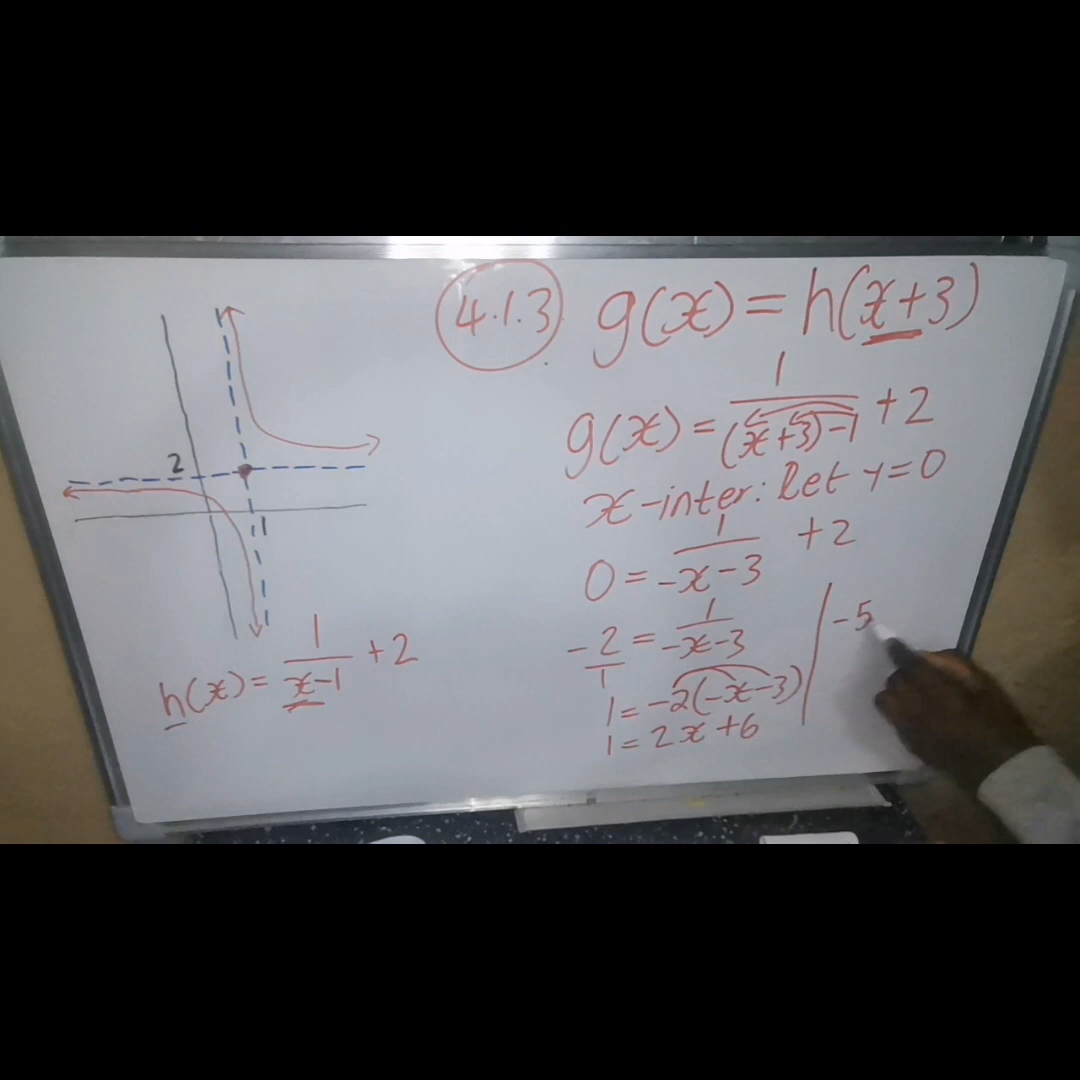 4.1.3 g(x) = h(x+3)
g(x) = 1/((x+3)-1) + 2
x-inter: let y=0
0 = 1/(-x-3) + 2
-2/1 = 1/(-x-3)
1 = -2(-x-3)
1 = 2x+6
-5
2
1
h(x) = 1/(x-1) + 2